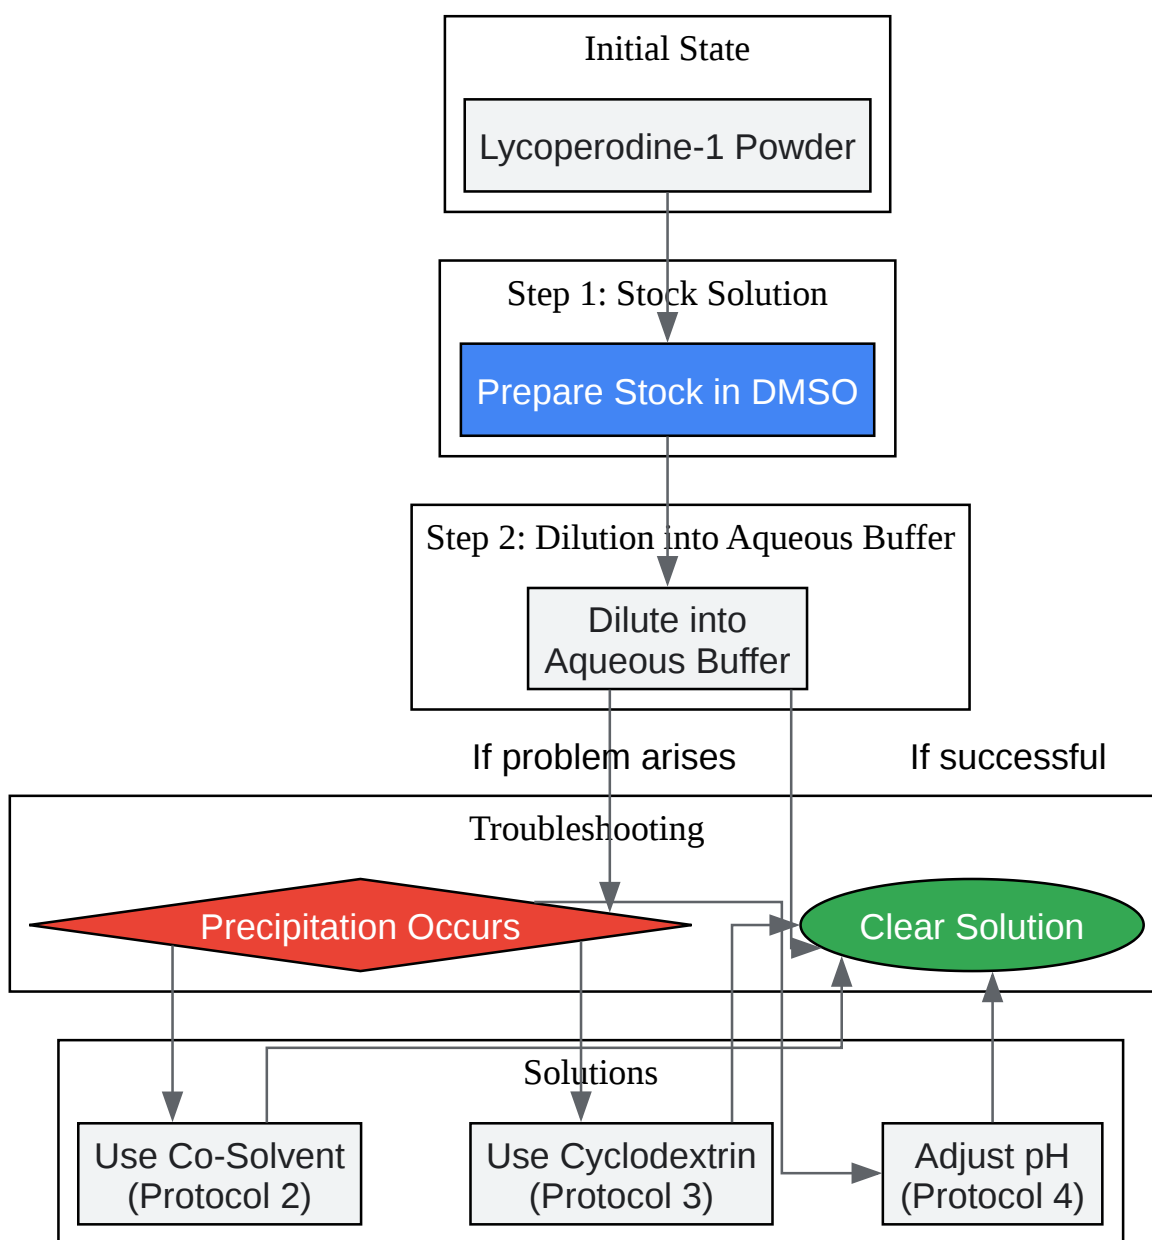 Initial State
Lycoperodine-1 Powder
Step 1: Stock Solution
Prepare Stock in DMSO
Step 2: Dilution into Aqueous Buffer
Dilute into
Aqueous Buffer
If problem arises
If successful
Troubleshooting
Precipitation Occurs
Clear Solution
Solutions
Use Co-Solvent
(Protocol 2)
Use Cyclodextrin
(Protocol 3)
Adjust pH
(Protocol 4)